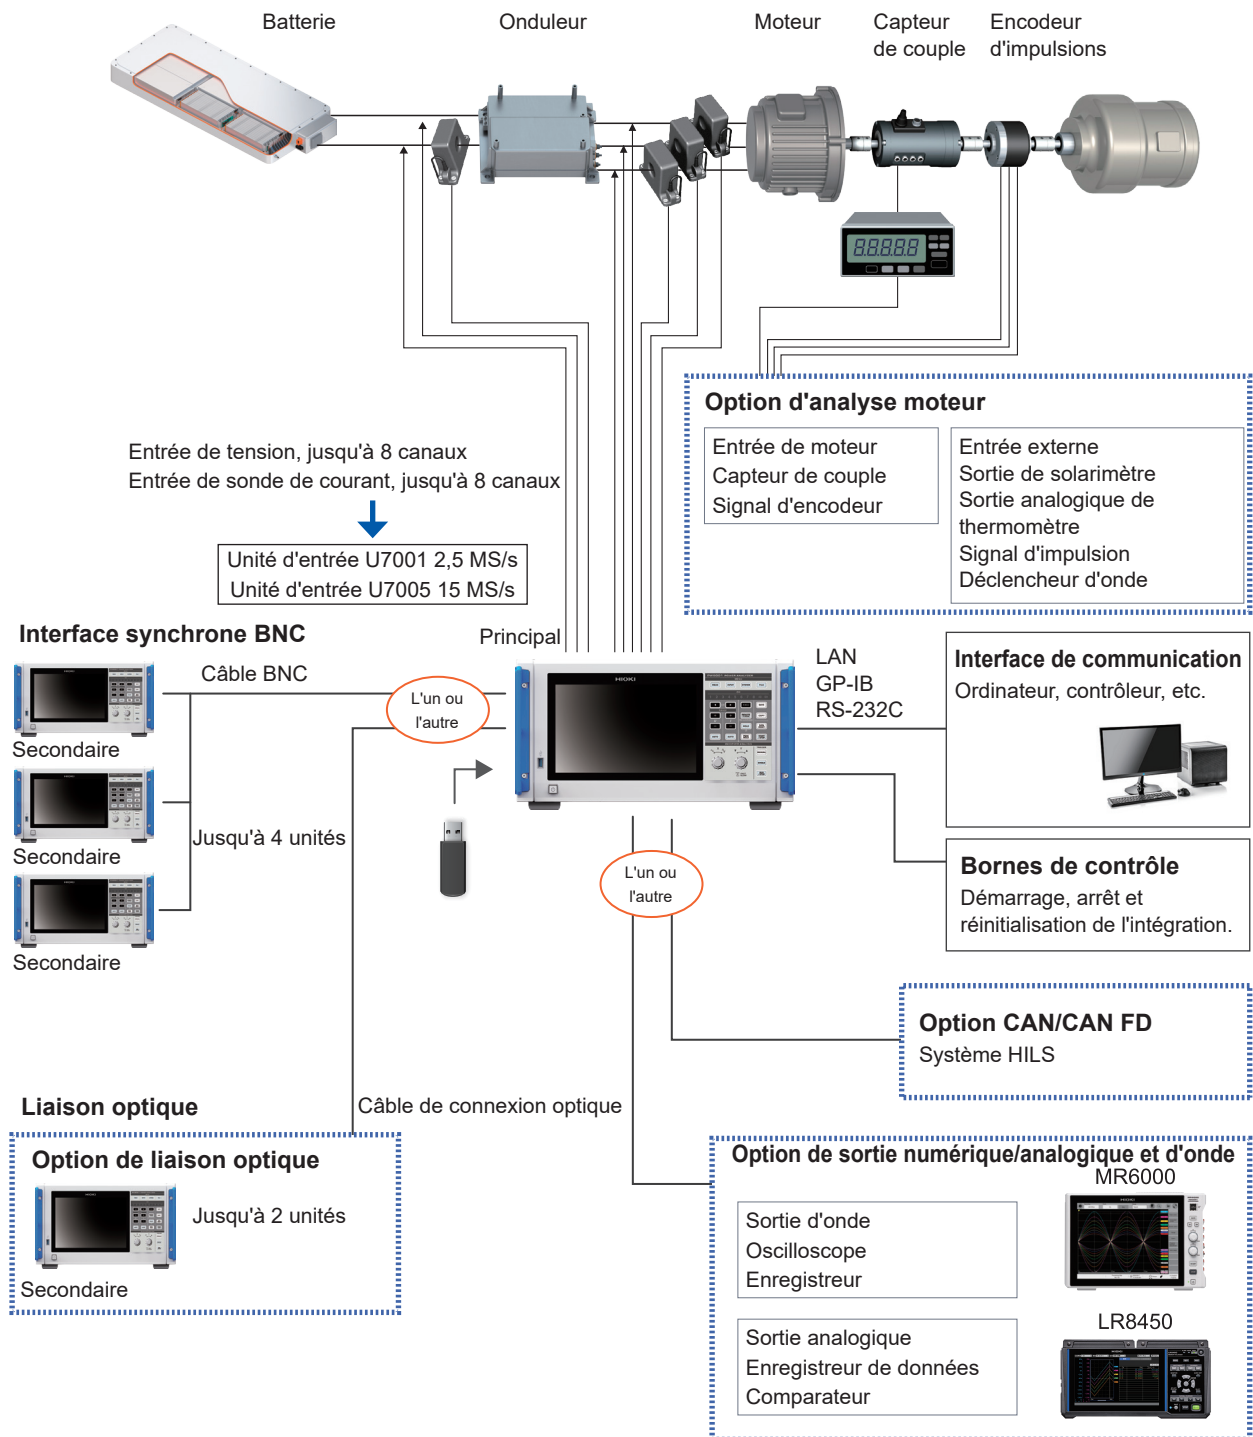 Batterie
Onduleur
Moteur
Capteur
de couple
Encodeur
d'impulsions
88888
Option d'analyse moteur
Entrée de moteur
Capteur de couple
Signal d'encodeur
Entrée externe
Sortie de solarimètre
Sortie analogique de
thermomètre
Signal d'impulsion
Déclencheur d'onde
Entrée de tension, jusqu'à 8 canaux
Entrée de sonde de courant, jusqu'à 8 canaux
Unité d'entrée U7001 2,5 MS/s
Unité d'entrée U7005 15 MS/s
Interface synchrone BNC
Principal
Câble BNC
L'un ou
l'autre
HIOKI
LAN
GP-IB
RS-232C
Interface de communication
Ordinateur, contrôleur, etc.
Secondaire
Secondaire
Jusqu'à 4 unités
Secondaire
L'un ou
l'autre
Bornes de contrôle
Démarrage, arrêt et
réinitialisation de l'intégration.
Option CAN/CAN FD
Système HILS
Liaison optique
Câble de connexion optique
Option de liaison optique
Jusqu'à 2 unités
Secondaire
Option de sortie numérique/analogique et d'onde
MR6000
Sortie d'onde
Oscilloscope
Enregistreur
LR8450
Sortie analogique
Enregistreur de données
Comparateur